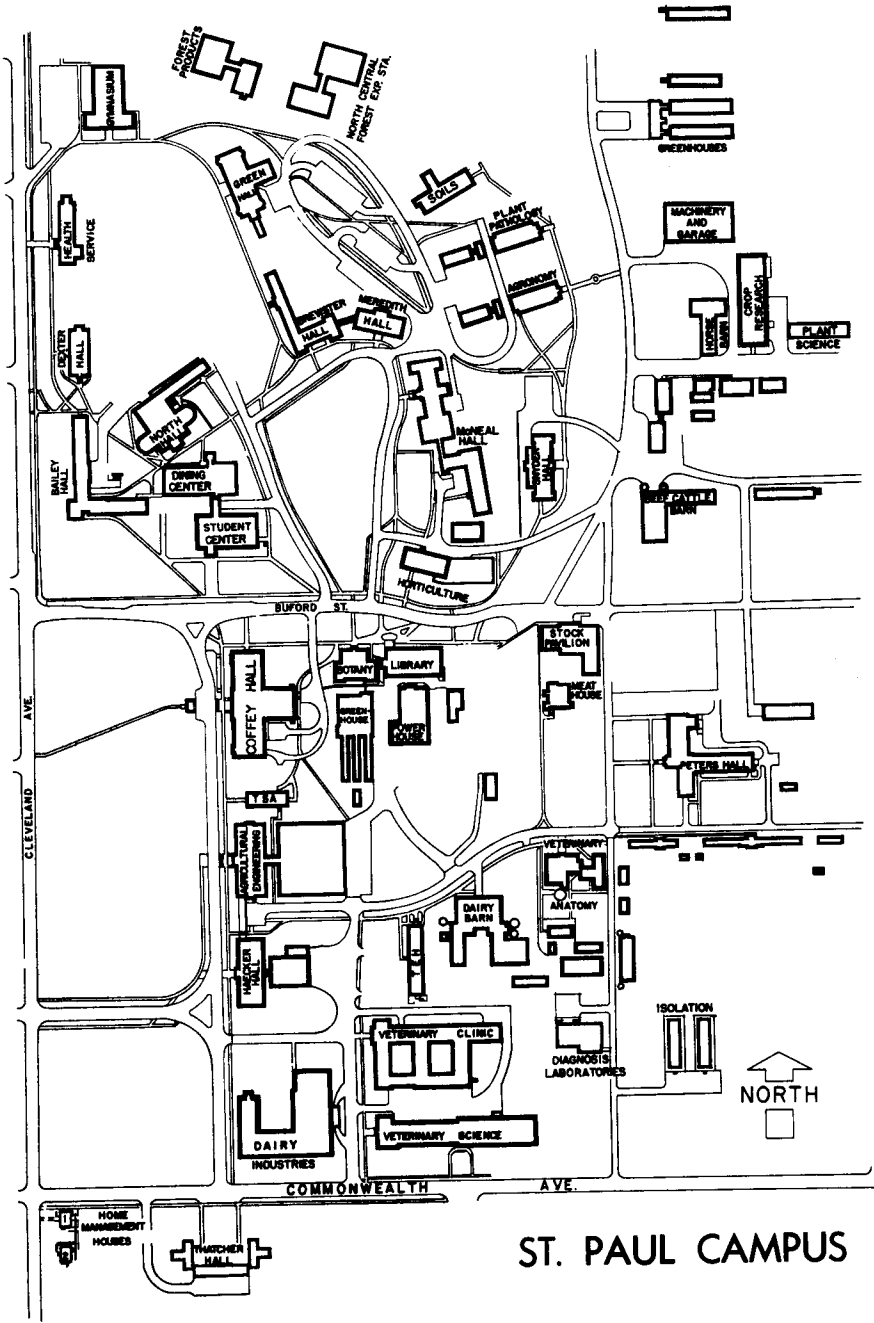 FOREST
PRODUCTS
NORTH CENTRAL
FOREST EXP. STA.
GYMNASIUM
GREENHOUSES
GREEN
HALL
SOILS
HEALTH
SERVICE
PLANT
PATHOLOGY
MACHINERY
AND
GARAGE
AGRONOMY
CROP
RESEARCH
BREWSTER
HALL
MEREDITH
HALL
HORSE
BARN
PLANT
SCIENCE
DEXTER
HALL
NORTH
HALL
McNEAL
HALL
SNYDER
HALL
BAILEY
HALL
DINING
CENTER
STUDENT
CENTER
BEEF CATTLE
BARN
HORTICULTURE
BUFORD ST.
STOCK
PAVILION
COFFEY HALL
BOTANY
LIBRARY
MEAT
HOUSE
GREEN-
HOUSE
POWER
HOUSE
CLEVELAND AVE.
PETERS HALL
T S A
AGRICULTURAL
ENGINEERING
VETERINARY
ANATOMY
DAIRY
BARN
HAECKER
HALL
T E H
ISOLATION
VETERINARY CLINIC
DIAGNOSIS
LABORATORIES
NORTH
DAIRY
INDUSTRIES
VETERINARY SCIENCE
COMMONWEALTH AVE.
HOME
MANAGEMENT
HOUSES
THATCHER
HALL
ST. PAUL CAMPUS